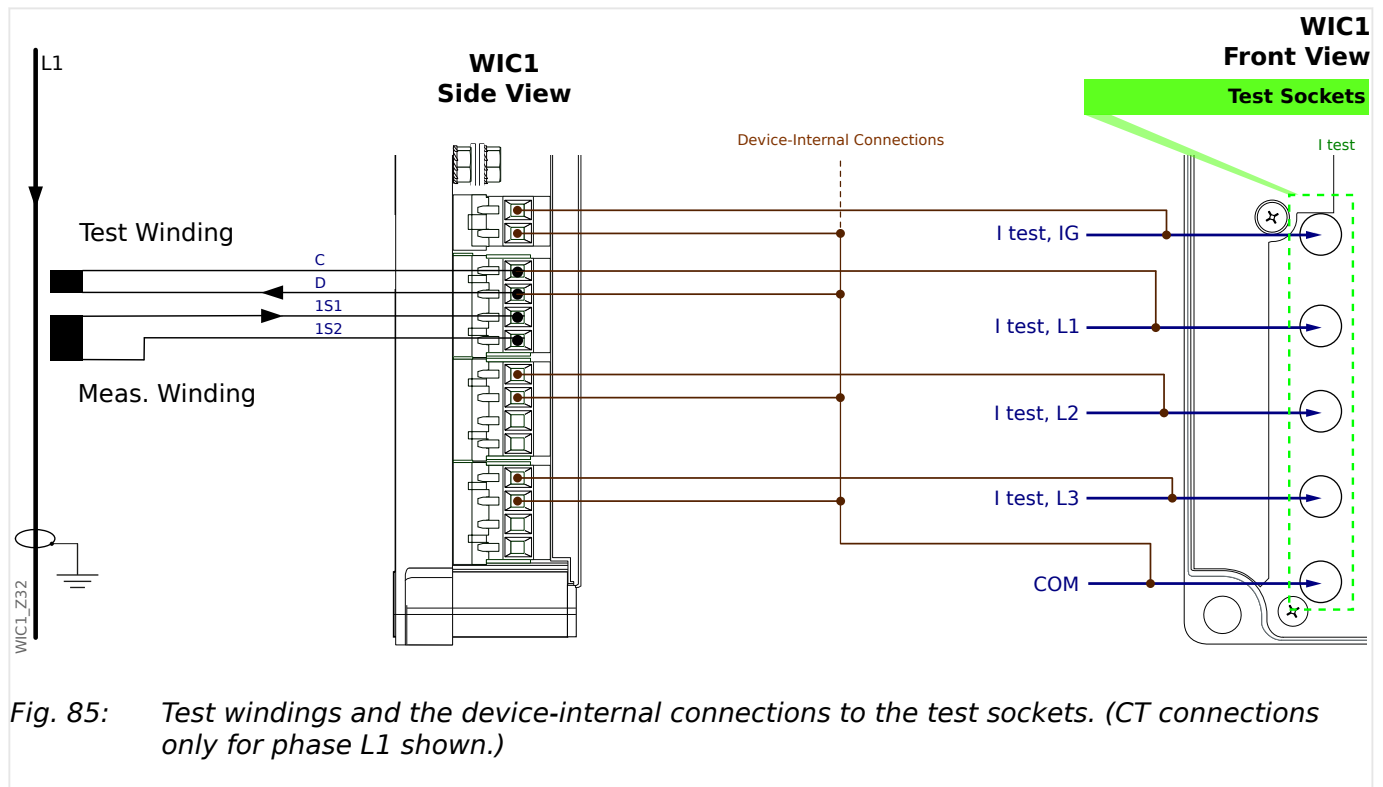 WIC1
Front View
Test Sockets
L1
WIC1
Side View
Device-Internal Connections
I test
Test Winding
I test, IG
C
D
1S1
1S2
I test, L1
Meas. Winding
I test, L2
I test, L3
COM
WIC1_Z32
Fig. 85: Test windings and the device-internal connections to the test sockets. (CT connections
only for phase L1 shown.)